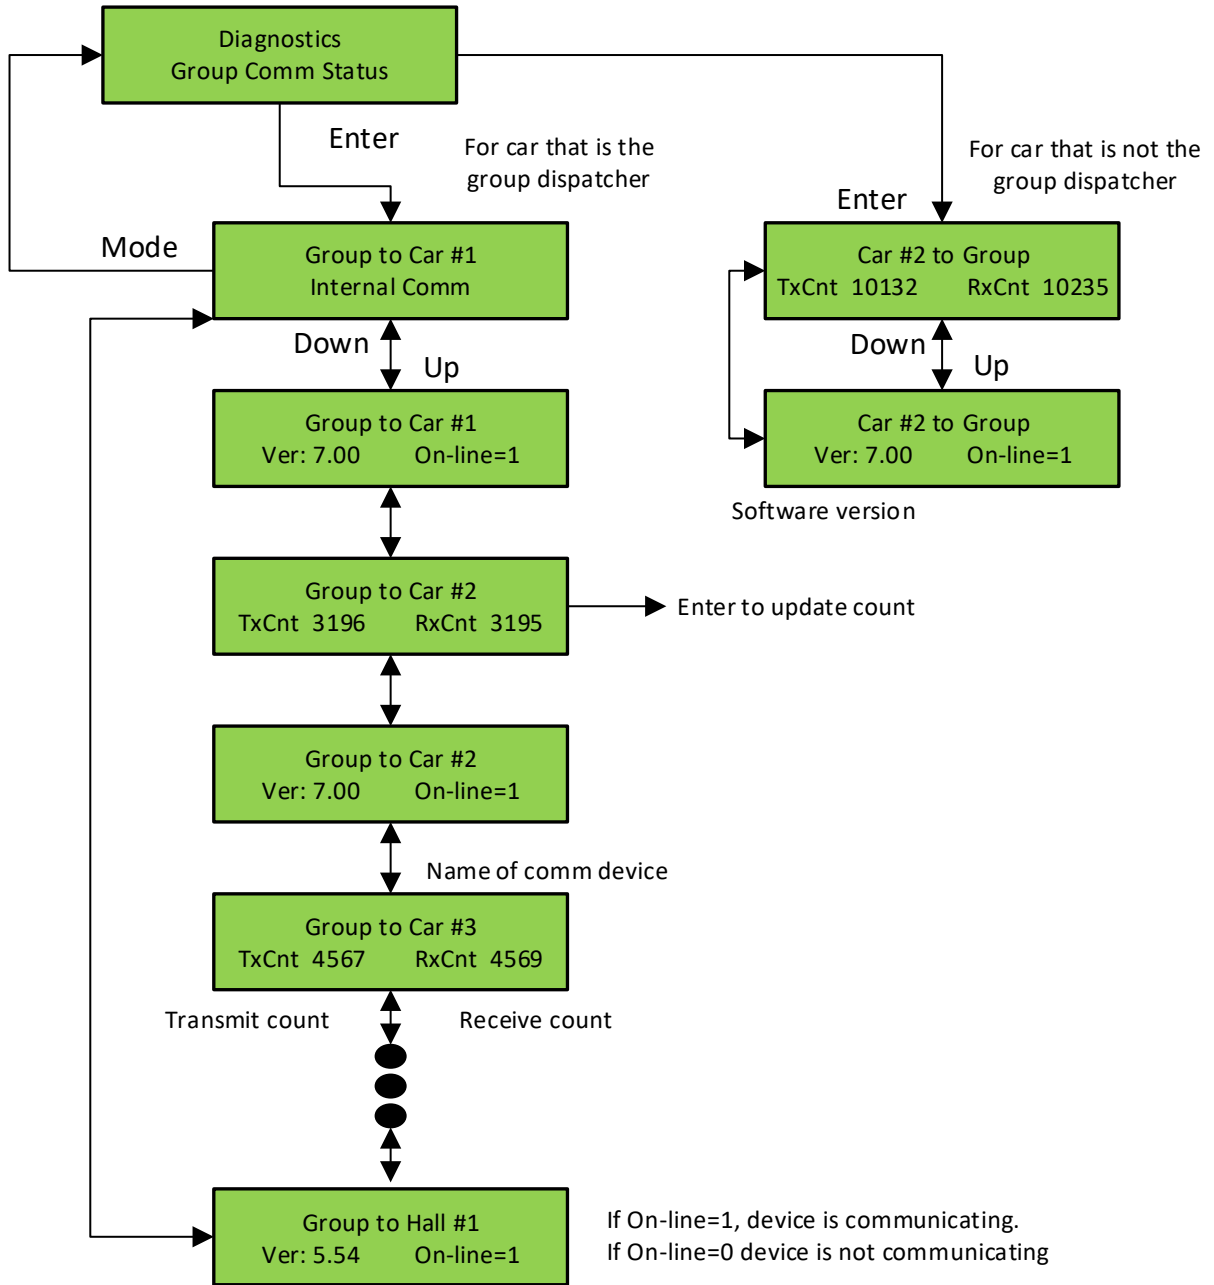 Diagnostics
Group Comm Status
Enter
For car that is the
group dispatcher
For car that is not the
group dispatcher
Enter
Mode
Group to Car #1
Internal Comm
Car #2 to Group
TxCnt 10132 RxCnt 10235
Down
Up
Down
Up
Group to Car #1
Ver: 7.00 On-line=1
Car #2 to Group
Ver: 7.00 On-line=1
Software version
Group to Car #2
TxCnt 3196 RxCnt 3195
Enter to update count
Group to Car #2
Ver: 7.00 On-line=1
Name of comm device
Group to Car #3
TxCnt 4567 RxCnt 4569
Transmit count
Receive count
Group to Hall #1
Ver: 5.54 On-line=1
If On-line=1, device is communicating.
If On-line=0 device is not communicating